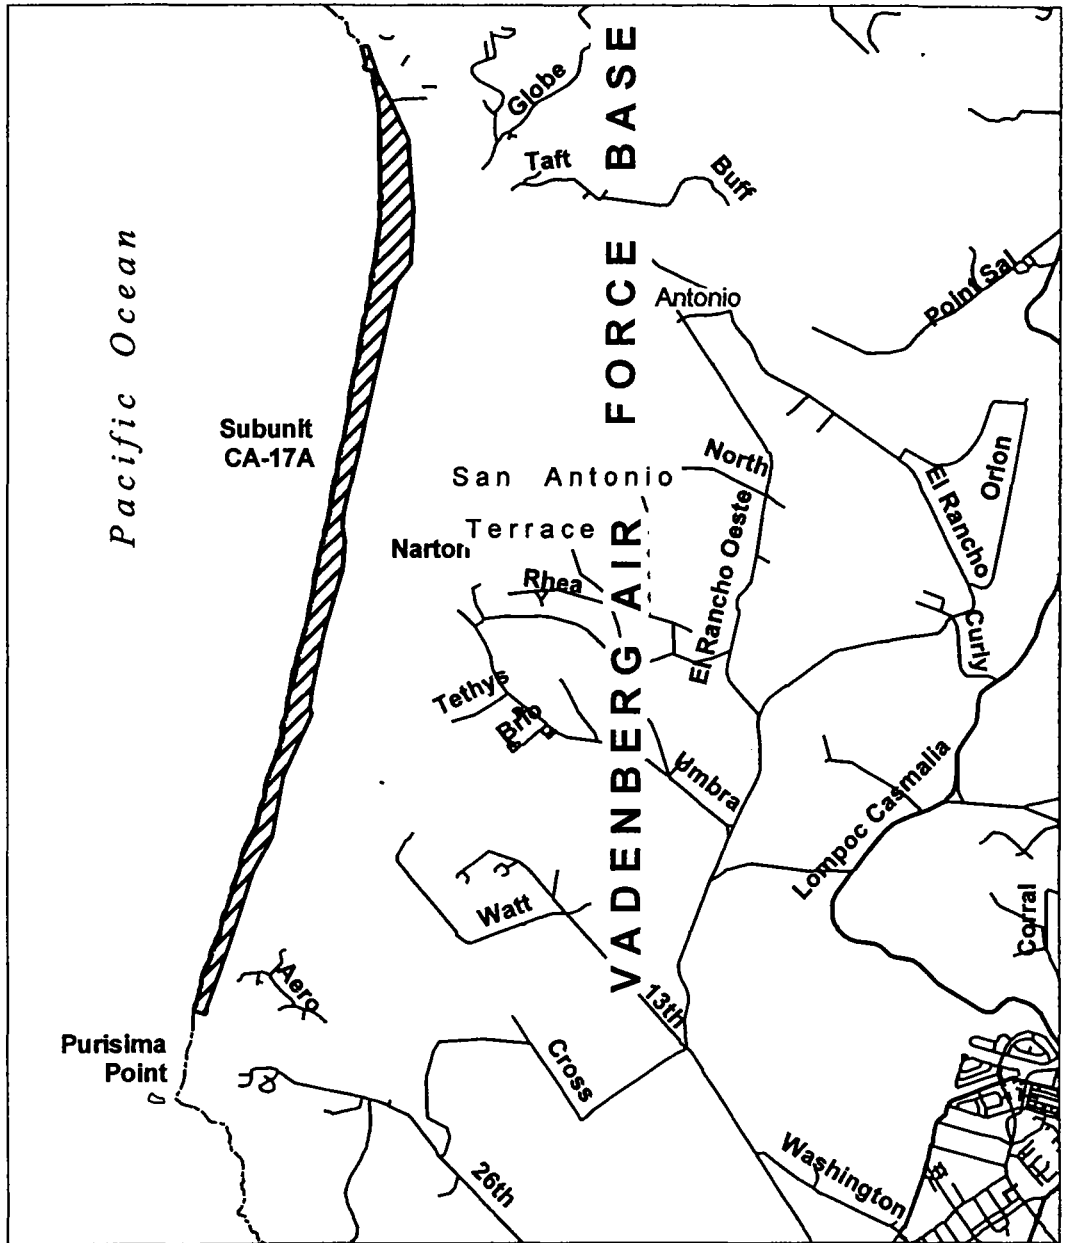 Globe
Taft
Buff
Pacific Ocean
Antonio
Point Sal
Subunit
CA-17A
North
San Antonio
Terrace
Narton
Rhea
El Rancho Oeste
El Rancho
Orion
Curly
Tethys
Brio
Umbra
Lompoc Casmalia
VADENBERG AIR FORCE BASE
Watt
Corral
Aero
13th
Purisima
Point
Cross
Washington
26th